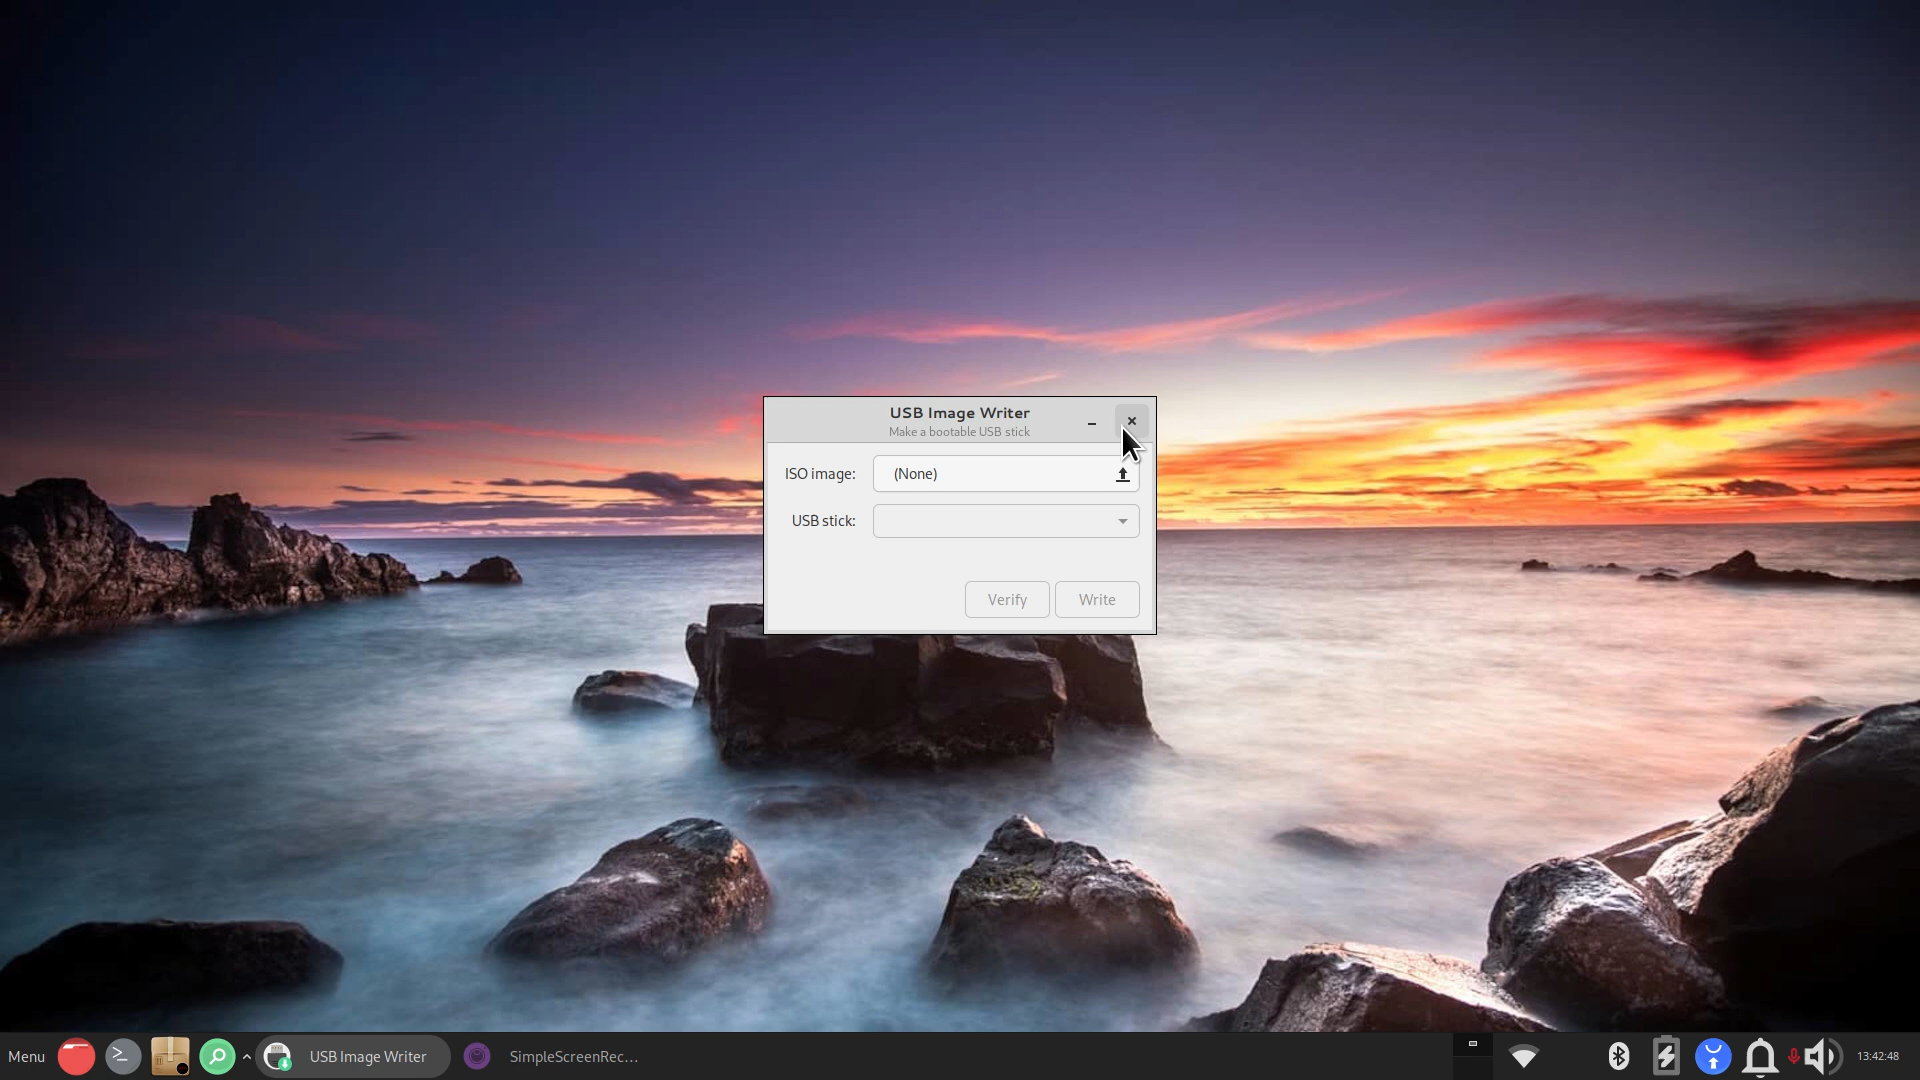 USB Image Writer
Make a bootable USB stick
ISO image: (None)
USB stick:
Verify Write
Menu USB Image Writer SimpleScreenRec... 13:42:48